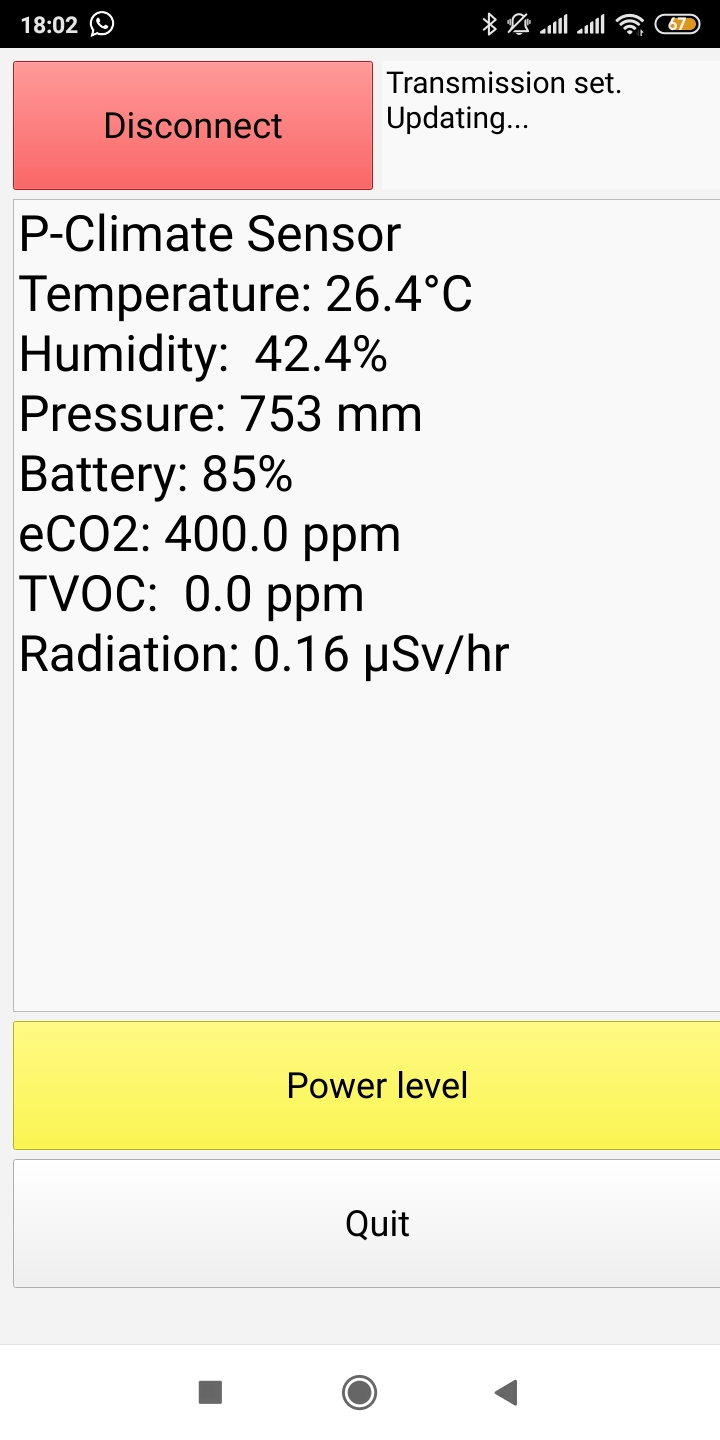 18:02
67
Disconnect
Transmission set.
Updating...
P-Climate Sensor
Temperature: 26.4°C
Humidity:  42.4%
Pressure: 753 mm
Battery: 85%
eCO2: 400.0 ppm
TVOC:  0.0 ppm
Radiation: 0.16 µSv/hr
Power level
Quit